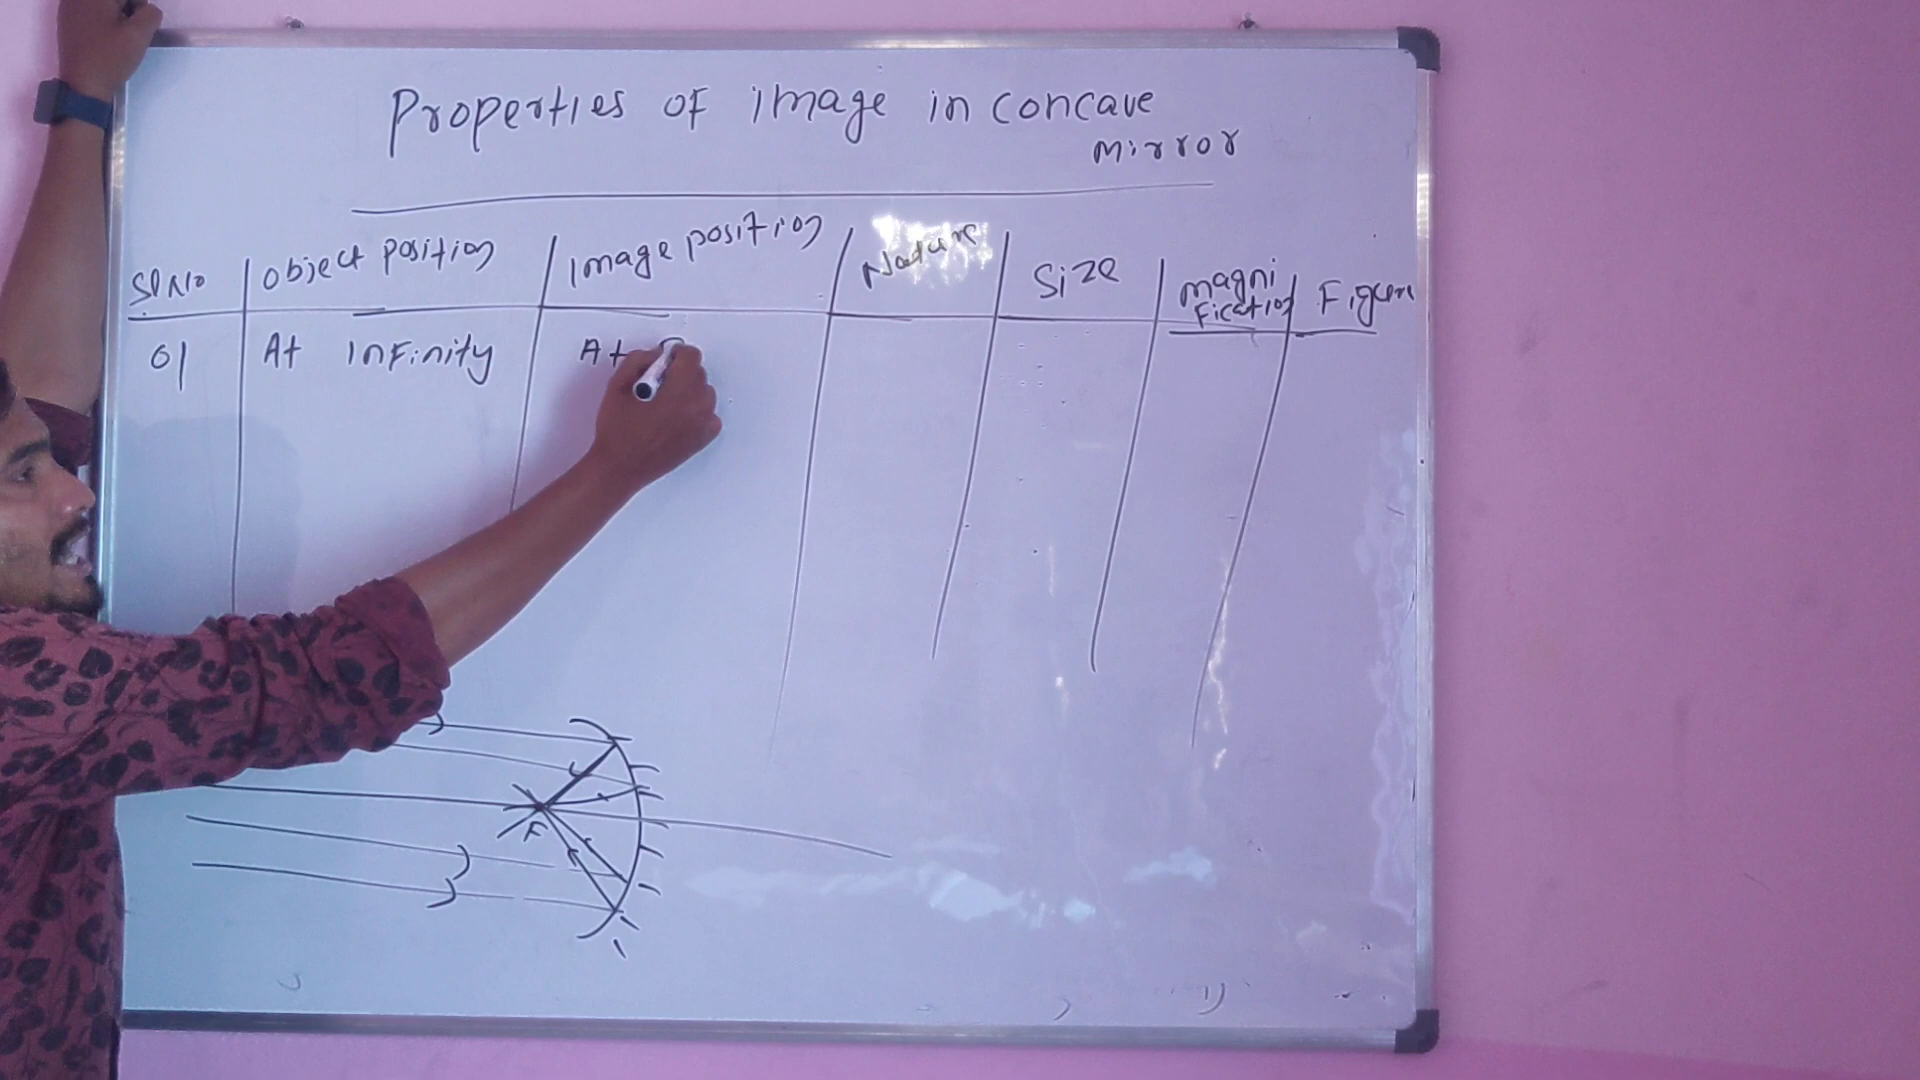 Properties of image in concave
mirror
Sl No Object position Image position Nature Size magni
fication Figure
01 At infinity At F
F